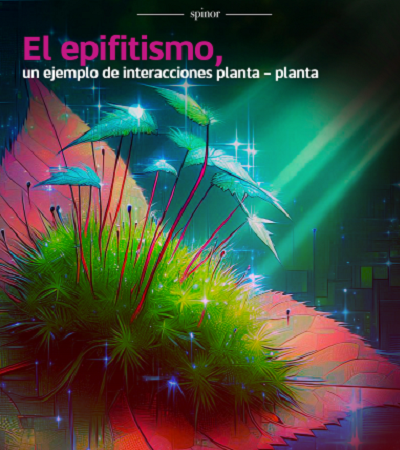 spinor
El epifitismo,
un ejemplo de interacciones planta – planta